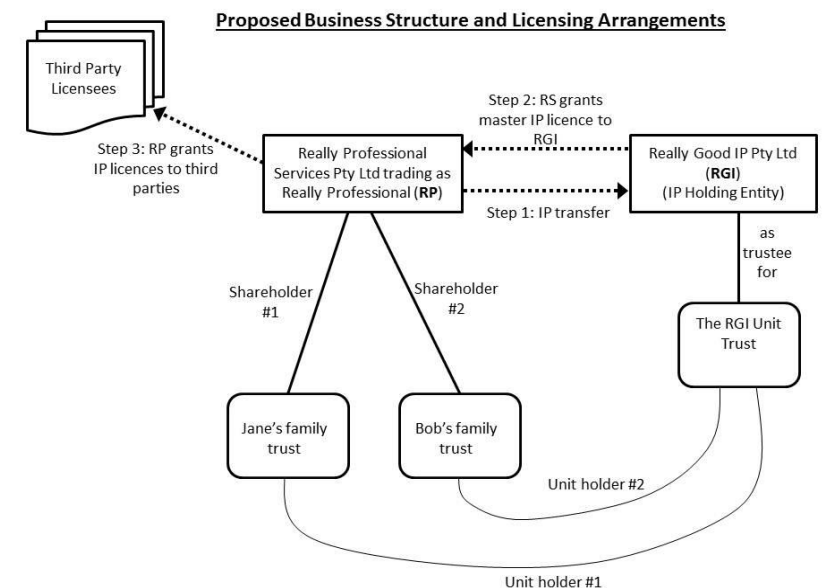 Proposed Business Structure and Licensing Arrangements
Third Party
Licensees
Step 3: RP grants
IP licences to third
parties
Really Professional
Services Pty Ltd trading as
Really Professional (RP)
Step 2: RS grants
master IP licence to
RGI
Step 1: IP transfer
Really Good IP Pty Ltd
(RGI)
(IP Holding Entity)
as
trustee
for
The RGI Unit
Trust
Shareholder
#1
Shareholder
#2
Jane’s family
trust
Bob’s family
trust
Unit holder #2
Unit holder #1